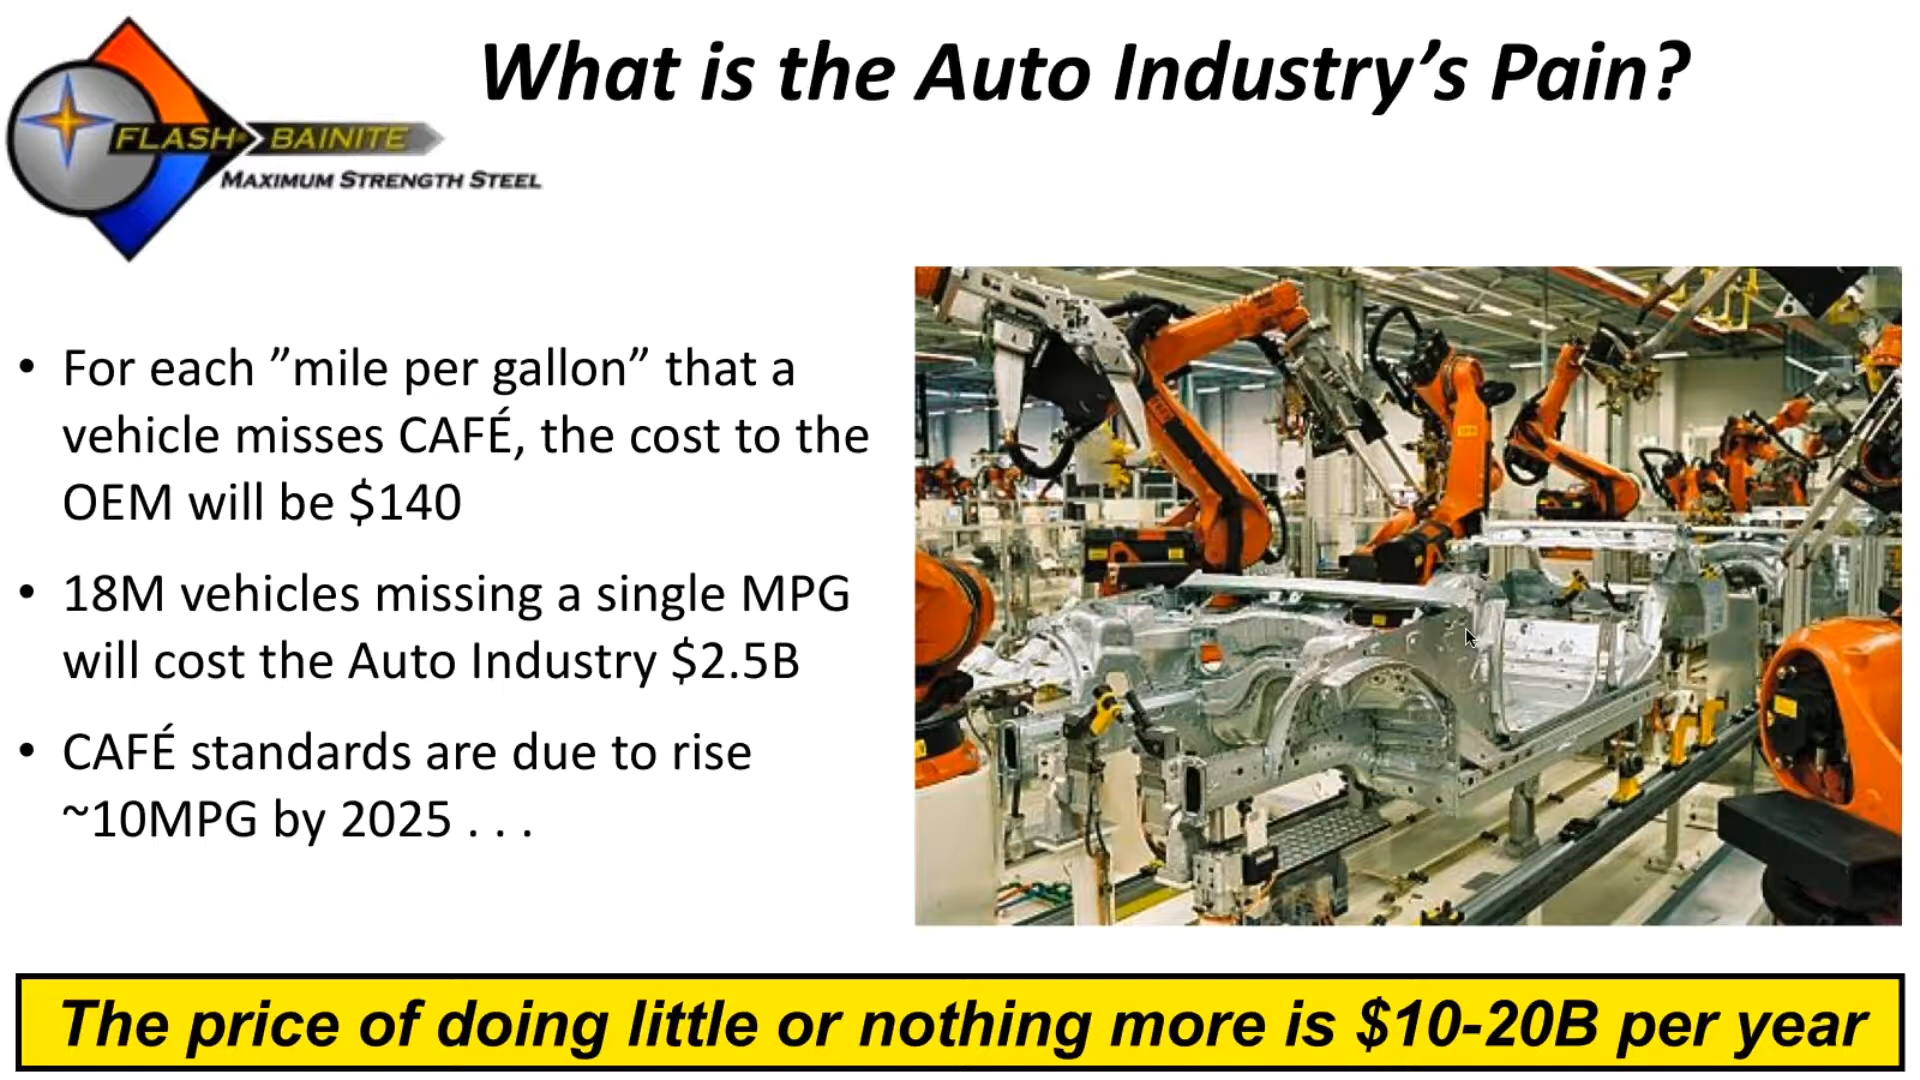 What is the Auto Industry’s Pain?
FLASH® BAINITE
MAXIMUM STRENGTH STEEL
• For each ”mile per gallon” that a
vehicle misses CAFÉ, the cost to the
OEM will be $140
• 18M vehicles missing a single MPG
will cost the Auto Industry $2.5B
• CAFÉ standards are due to rise
~10MPG by 2025 . . .
The price of doing little or nothing more is $10-20B per year